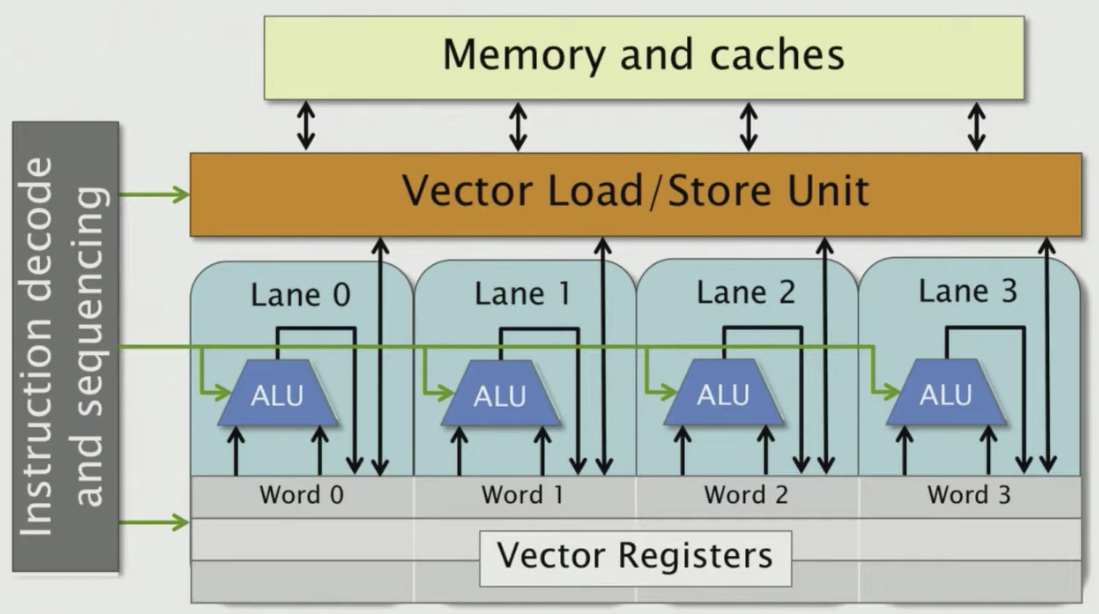 Memory and caches
Instruction decode
and sequencing
Vector Load/Store Unit
Lane 0
Lane 1
Lane 2
Lane 3
ALU
ALU
ALU
ALU
Word 0
Word 1
Word 2
Word 3
Vector Registers